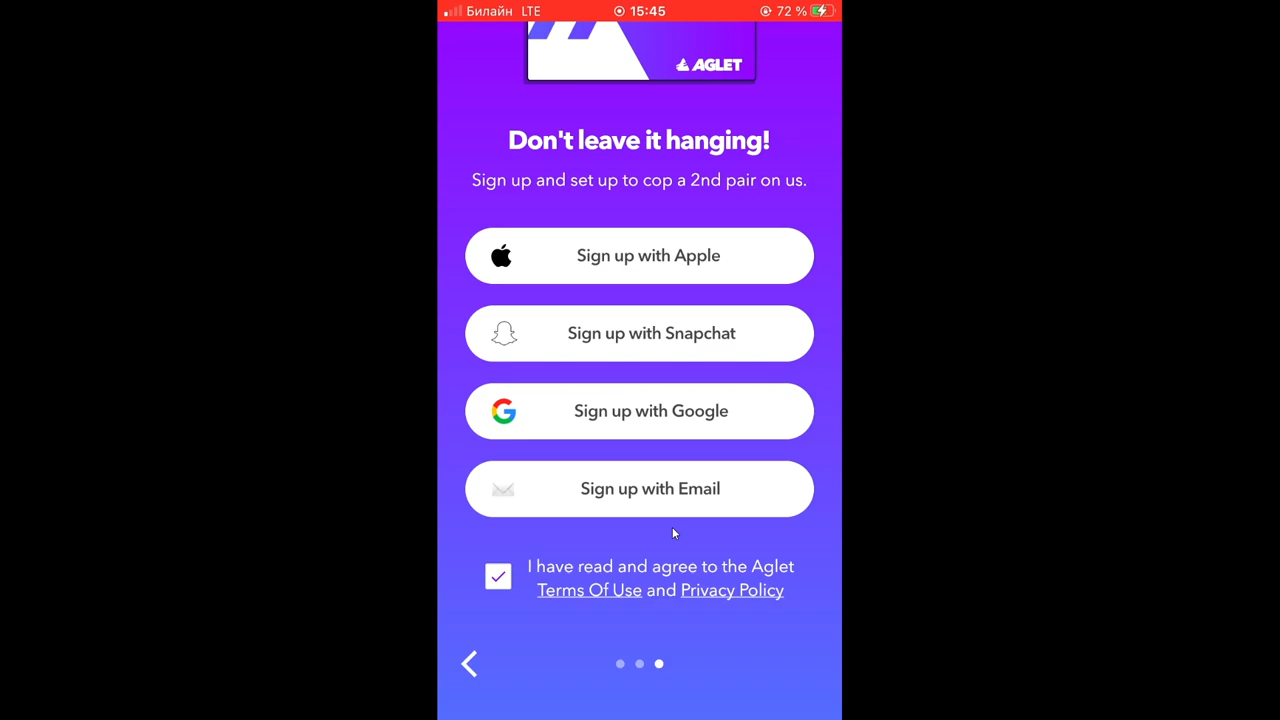 Билайн LTE 15:45 72 %
AGLET
Don't leave it hanging!
Sign up and set up to cop a 2nd pair on us.
Sign up with Apple
Sign up with Snapchat
Sign up with Google
Sign up with Email
I have read and agree to the Aglet
Terms Of Use and Privacy Policy